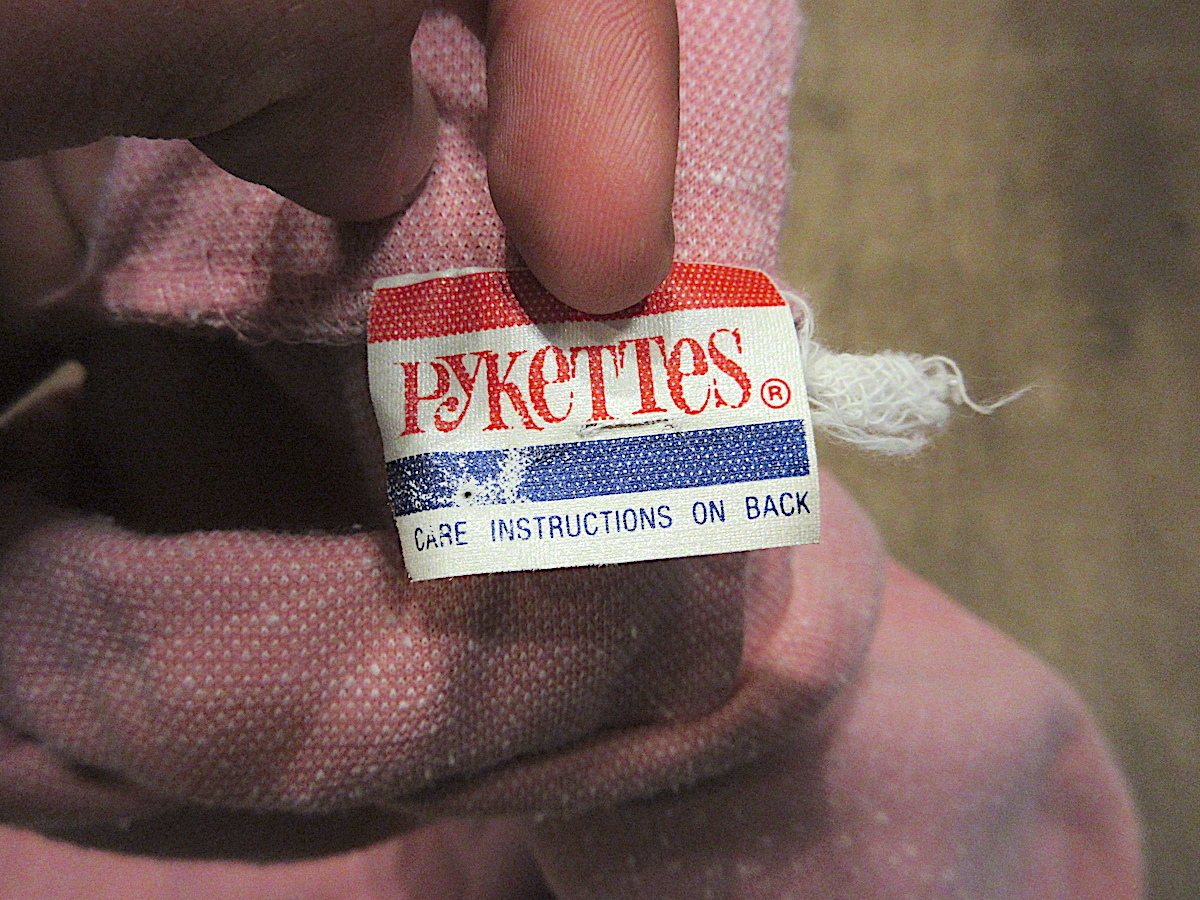 PYKETTES ®
CARE INSTRUCTIONS ON BACK